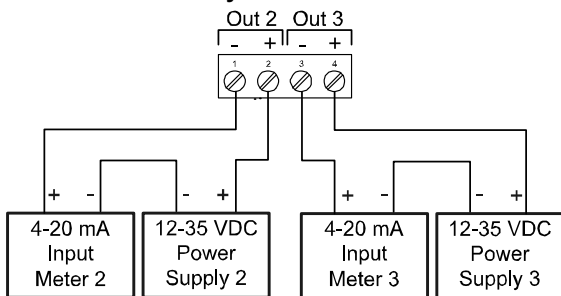 Out 2 Out 3
- + - +
1 2 3 4
+ - - + + - - +
4-20 mA
Input
Meter 2
12-35 VDC
Power
Supply 2
4-20 mA
Input
Meter 3
12-35 VDC
Power
Supply 3